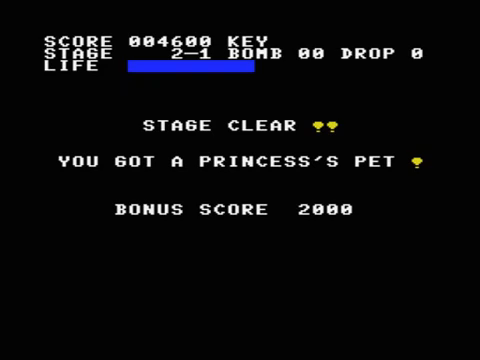 SCORE 004600 KEY
STAGE 2-1 BOMB 00 DROP 0
LIFE
STAGE CLEAR !!
YOU GOT A PRINCESS'S PET !
BONUS SCORE 2000